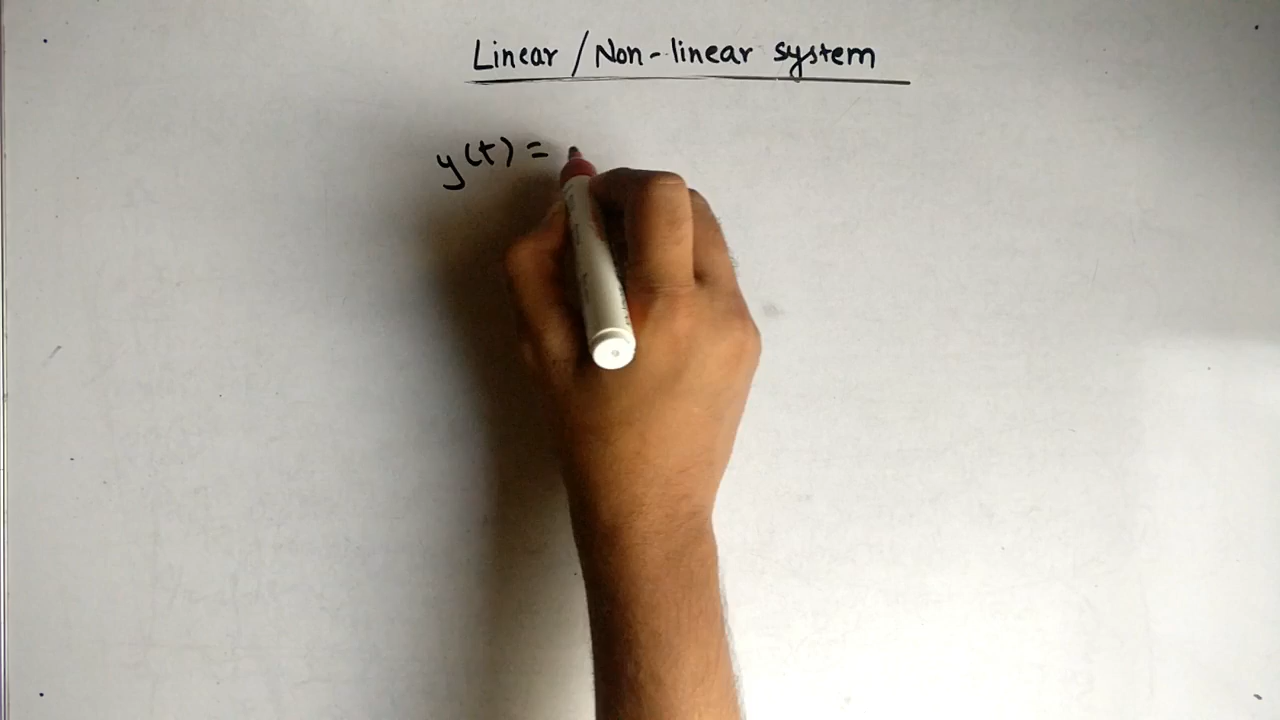 Linear / Non-linear system
y(t) =